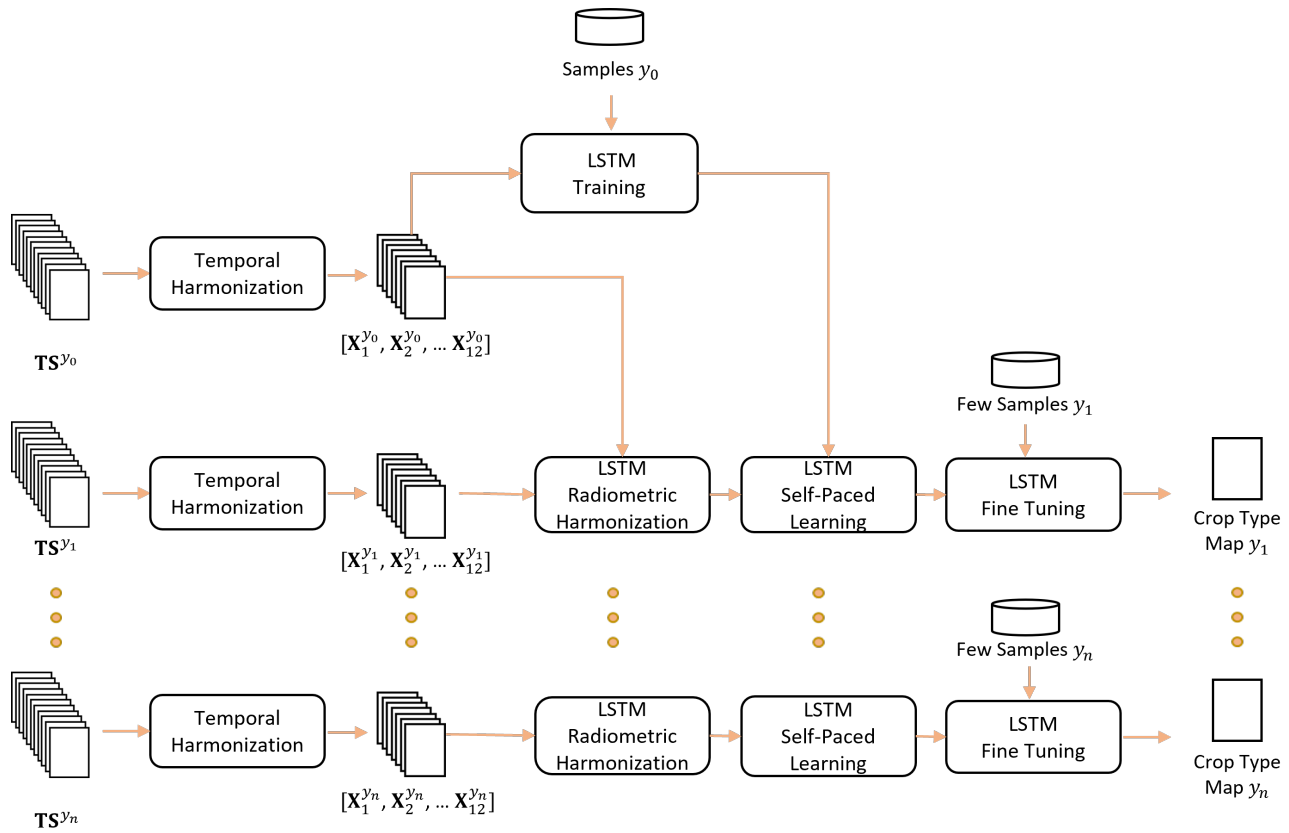 Samples y₀
LSTM
Training
Temporal
Harmonization
[X₁^{y₀}, X₂^{y₀}, … X₁₂^{y₀}]
TS^{y₀}
Few Samples y₁
Temporal
Harmonization
LSTM
Radiometric
Harmonization
LSTM
Self-Paced
Learning
LSTM
Fine Tuning
Crop Type
Map y₁
TS^{y₁}
[X₁^{y₁}, X₂^{y₁}, … X₁₂^{y₁}]
Few Samples yₙ
Temporal
Harmonization
LSTM
Radiometric
Harmonization
LSTM
Self-Paced
Learning
LSTM
Fine Tuning
Crop Type
Map yₙ
[X₁^{yₙ}, X₂^{yₙ}, … X₁₂^{yₙ}]
TS^{yₙ}